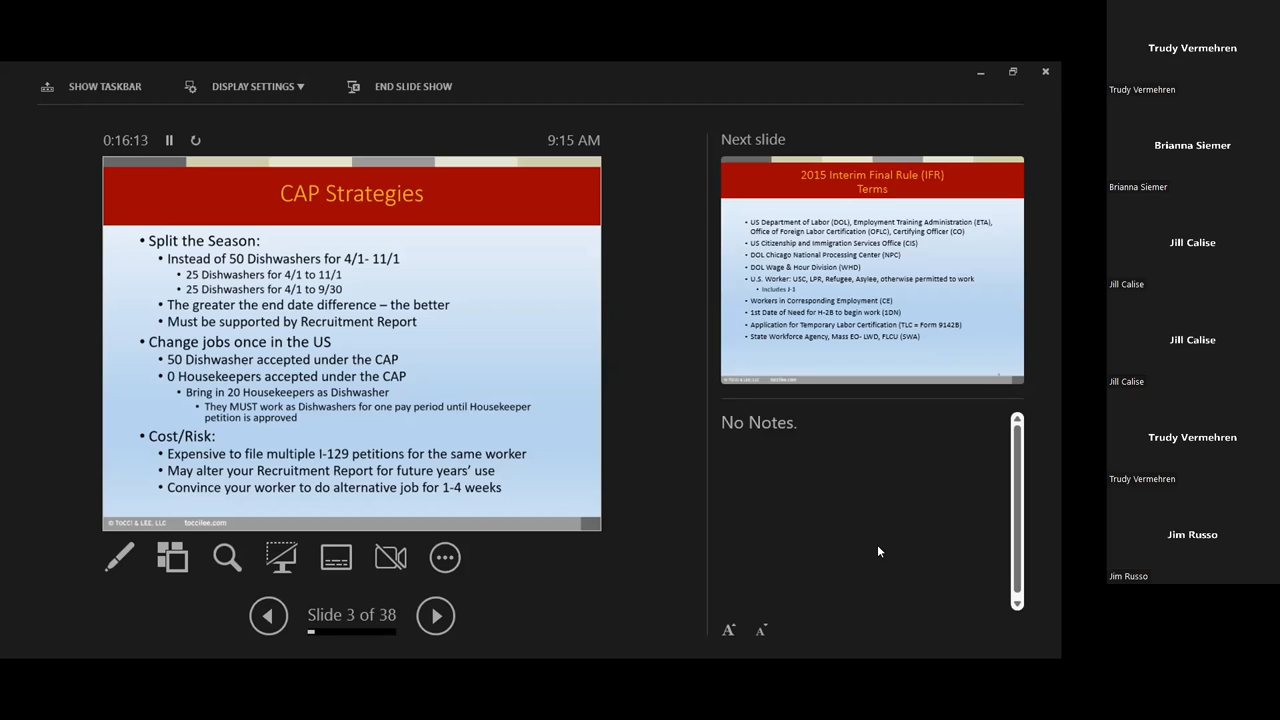 SHOW TASKBAR
DISPLAY SETTINGS ▼
END SLIDE SHOW
0:16:13
9:15 AM
CAP Strategies
• Split the Season:
• Instead of 50 Dishwashers for 4/1- 11/1
• 25 Dishwashers for 4/1 to 11/1
• 25 Dishwashers for 4/1 to 9/30
• The greater the end date difference – the better
• Must be supported by Recruitment Report
• Change jobs once in the US
• 50 Dishwasher accepted under the CAP
• 0 Housekeepers accepted under the CAP
• Bring in 20 Housekeepers as Dishwasher
• They MUST work as Dishwashers for one pay period until Housekeeper
petition is approved
• Cost/Risk:
• Expensive to file multiple I-129 petitions for the same worker
• May alter your Recruitment Report for future years' use
• Convince your worker to do alternative job for 1-4 weeks
© TOCCI & LEE, LLC toccilee.com
Slide 3 of 38
Next slide
2015 Interim Final Rule (IFR)
Terms
• US Department of Labor (DOL), Employment Training Administration (ETA),
Office of Foreign Labor Certification (OFLC), Certifying Officer (CO)
• US Citizenship and Immigration Services Office (CIS)
• DOL Chicago National Processing Center (NPC)
• DOL Wage & Hour Division (WHD)
• U.S. Worker: USC, LPR, Refugee, Asylee, otherwise permitted to work
• Includes J-1
• Workers in Corresponding Employment (CE)
• 1st Date of Need for H-2B to begin work (1DN)
• Application for Temporary Labor Certification (TLC = Form 9142B)
• State Workforce Agency, Mass EO- LWD, FLCU (SWA)
© TOCCI & LEE, LLC toccilee.com
No Notes.
A A
Trudy Vermehren
Trudy Vermehren
Brianna Siemer
Brianna Siemer
Jill Calise
Jill Calise
Jill Calise
Jill Calise
Trudy Vermehren
Trudy Vermehren
Jim Russo
Jim Russo